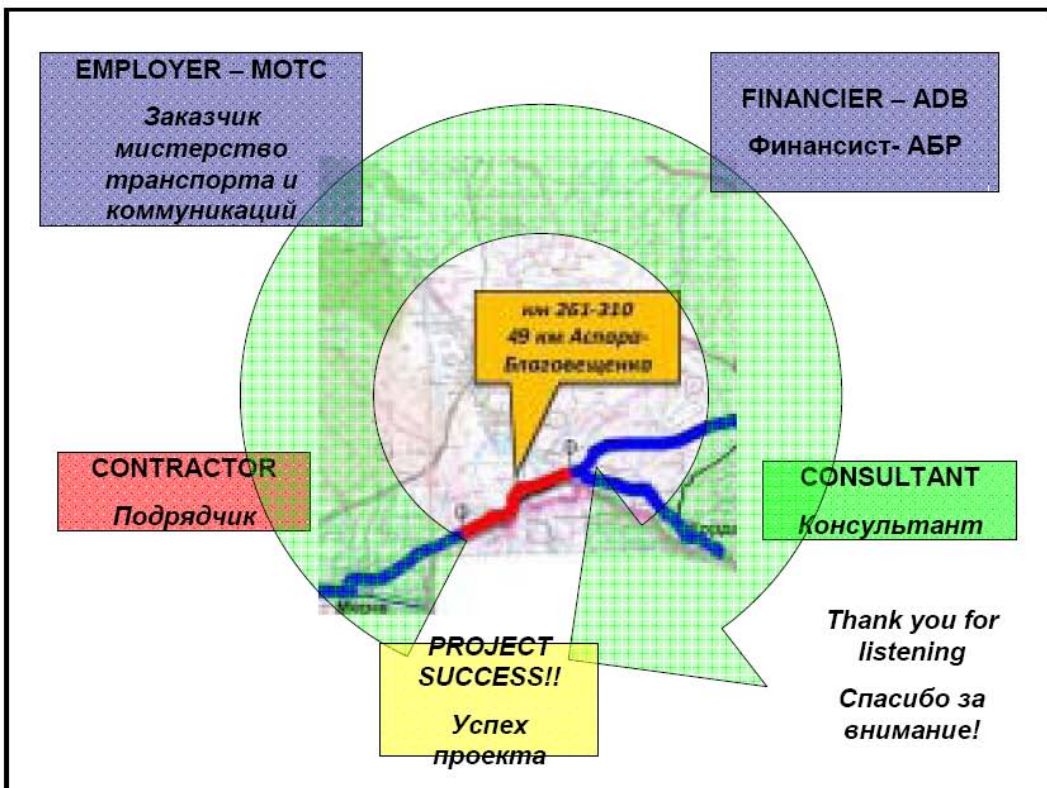 EMPLOYER – MOTC
Заказчик
мистерство
транспорта и
коммуникаций
FINANCIER – ADB
Финансист- АБР
км 261-310
49 км Аспара-
Благовещенка
CONTRACTOR
Подрядчик
CONSULTANT
Консультант
PROJECT
SUCCESS!!
Успех
проекта
Thank you for
listening
Спасибо за
внимание!